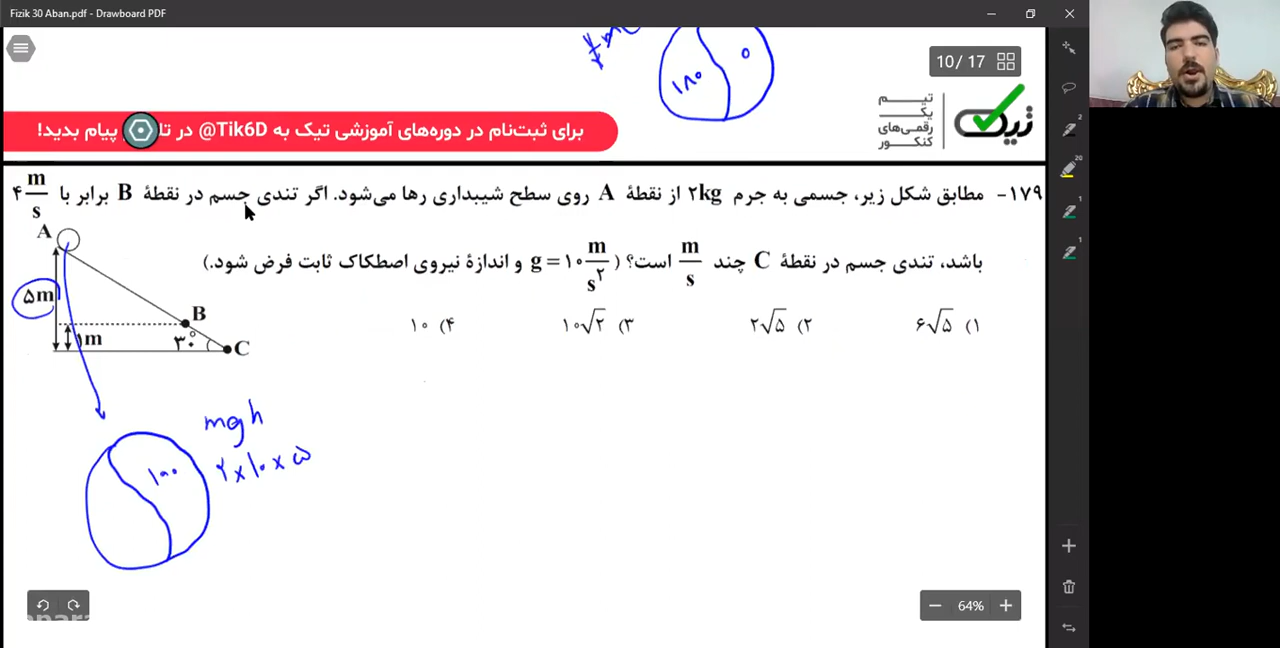 Fizik 30 Aban.pdf - Drawboard PDF
۱۸۰
۰
10 / 17
تیـــم
یـک
رقمی‌های
کنکـور
تیک
برای ثبت‌نام در دوره‌های آموزشی تیک به Tik6D@ در تا پیام بدید!
۱۷۹- مطابق شکل زیر، جسمی به جرم ۲kg از نقطهٔ A روی سطح شیبداری رها می‌شود. اگر تندی جسم در نقطهٔ B برابر با ۴ m/s
باشد، تندی جسم در نقطهٔ C چند m/s است؟ (g = ۱۰ m/s۲ و اندازهٔ نیروی اصطکاک ثابت فرض شود.)
۱) ۶√۵ ۲) ۲√۵ ۳) ۱۰√۲ ۴) ۱۰
A
۵m
B
۱m
۳۰°
C
mgh
۲×۱۰×۵
۱۰۰
64%